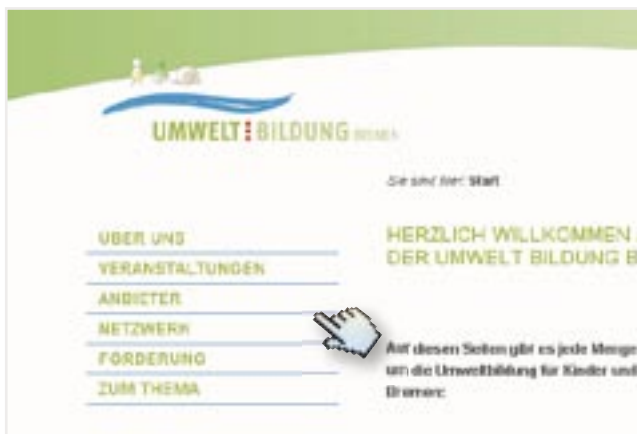 UMWELT BILDUNG BREMEN
Sie sind hier: Start
ÜBER UNS
VERANSTALTUNGEN
ANBIETER
NETZWERK
FÖRDERUNG
ZUM THEMA
HERZLICH WILLKOMMEN
DER UMWELT BILDUNG B
Auf diesen Seiten gibt es jede Menge
um die Umweltbildung für Kinder und
Bremen: